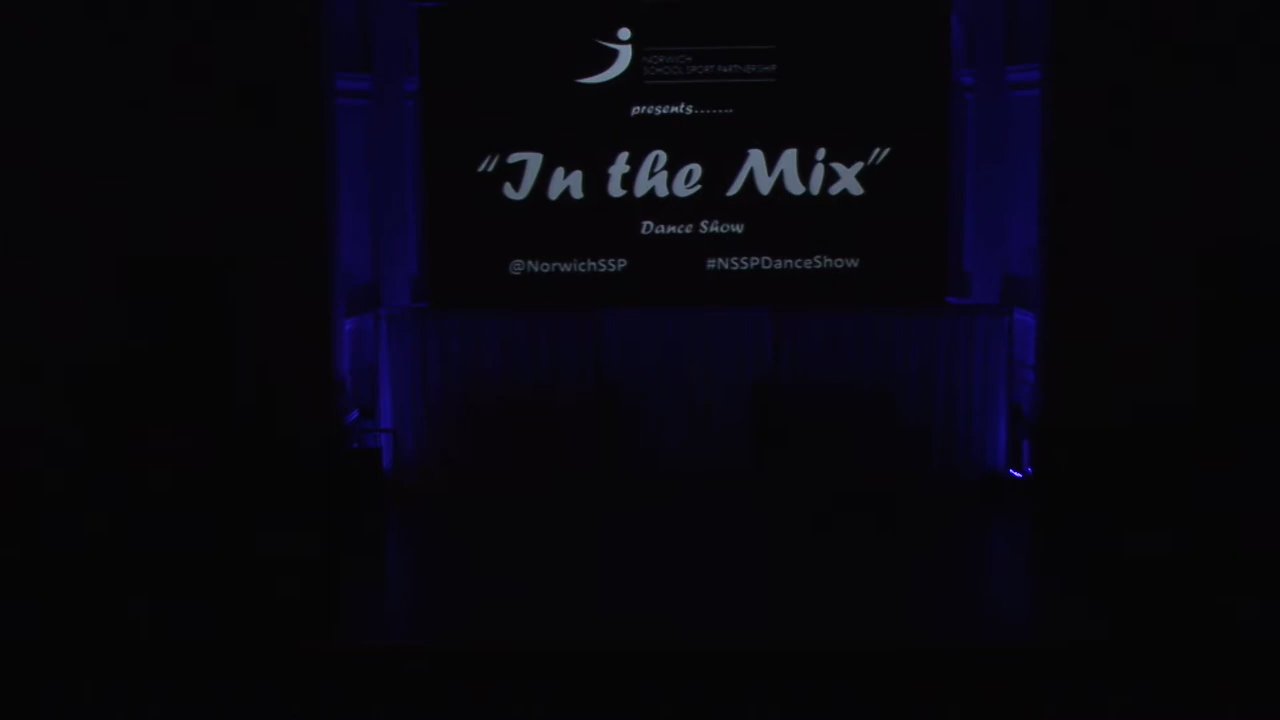 NORWICH
SCHOOL SPORT PARTNERSHIP
presents.......
"In the Mix"
Dance Show
@NorwichSSP #NSSPDanceShow